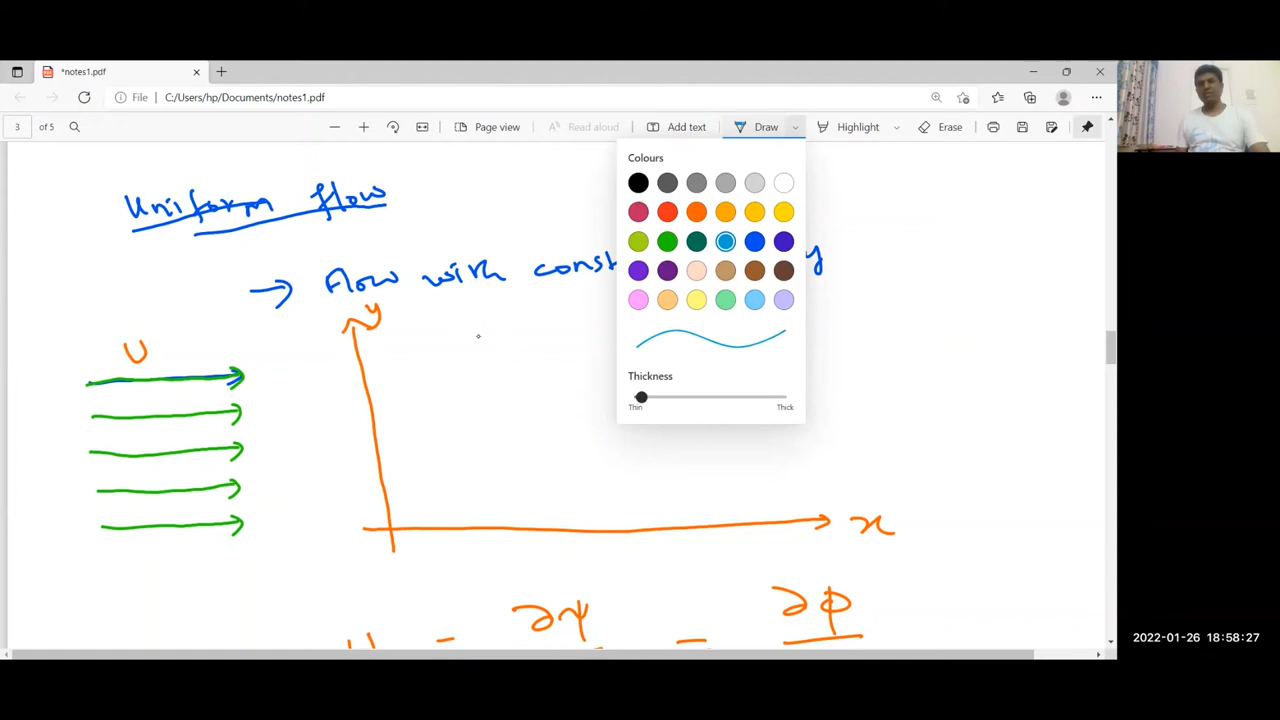 *notes1.pdf
File C:/Users/hp/Documents/notes1.pdf
3 of 5 Page view Read aloud Add text Draw Highlight Erase
Colours
Uniform flow
→ flow with const y
y
U
Thickness
Thin Thick
x
∂ψ ∂φ
u = =
2022-01-26 18:58:27